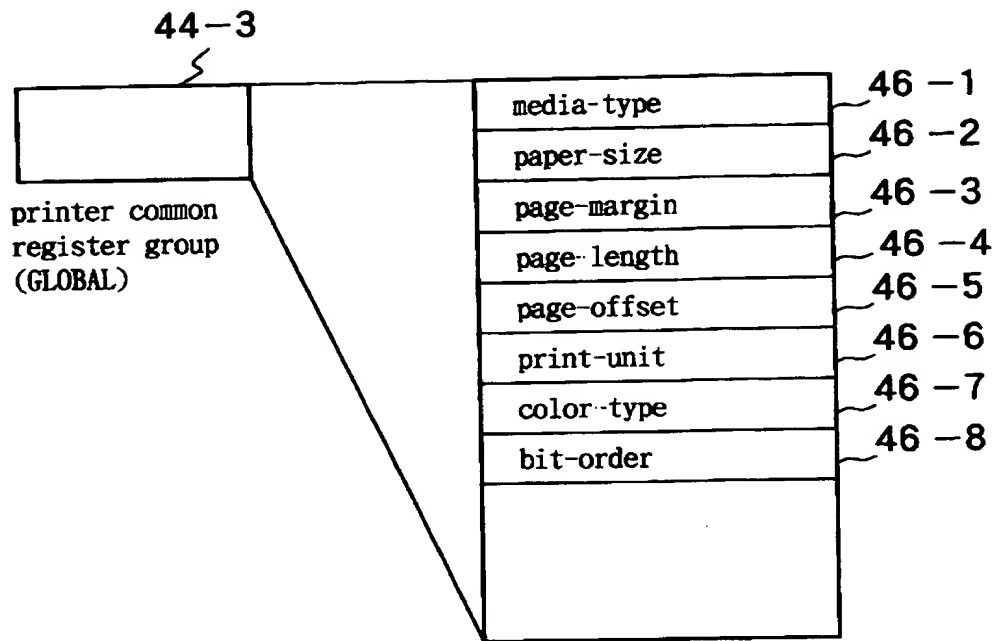 44-3
printer common
register group
(GLOBAL)
media-type 46-1
paper-size 46-2
page-margin 46-3
page-length 46-4
page-offset 46-5
print-unit 46-6
color-type 46-7
bit-order 46-8